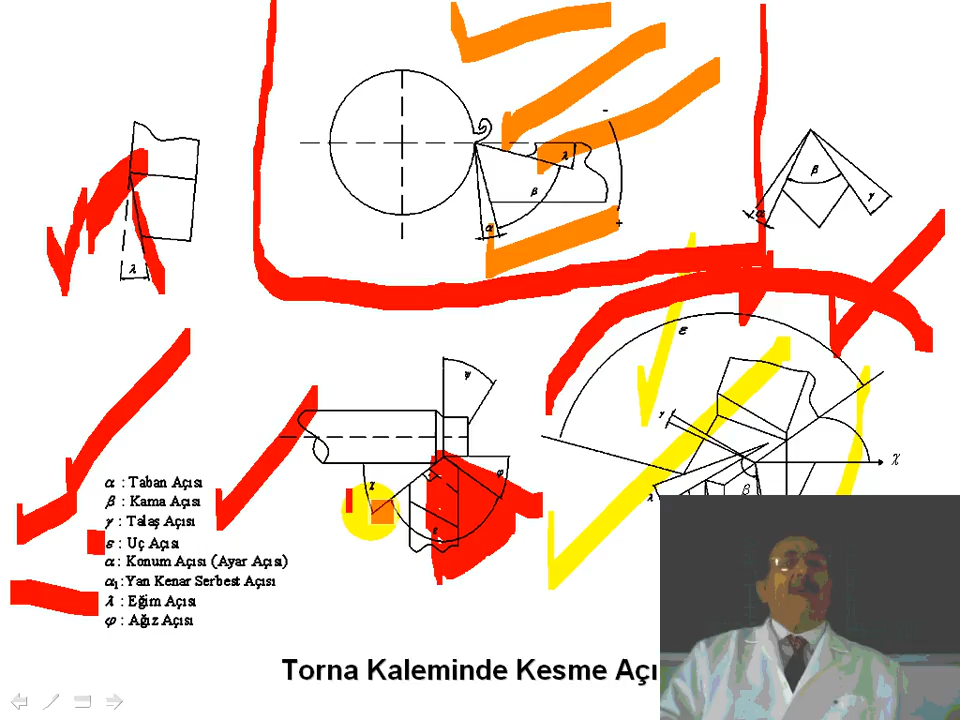 -
λ
β
α
+
β
γ
α
λ
ε
ψ
γ
χ
φ
χ
λ
β
ε
α : Taban Açısı
β : Kama Açısı
γ : Talaş Açısı
ε : Uç Açısı
α : Konum Açısı (Ayar Açısı)
α₁ : Yan Kenar Serbest Açısı
λ : Eğim Açısı
φ : Ağız Açısı
Torna Kaleminde Kesme Açı